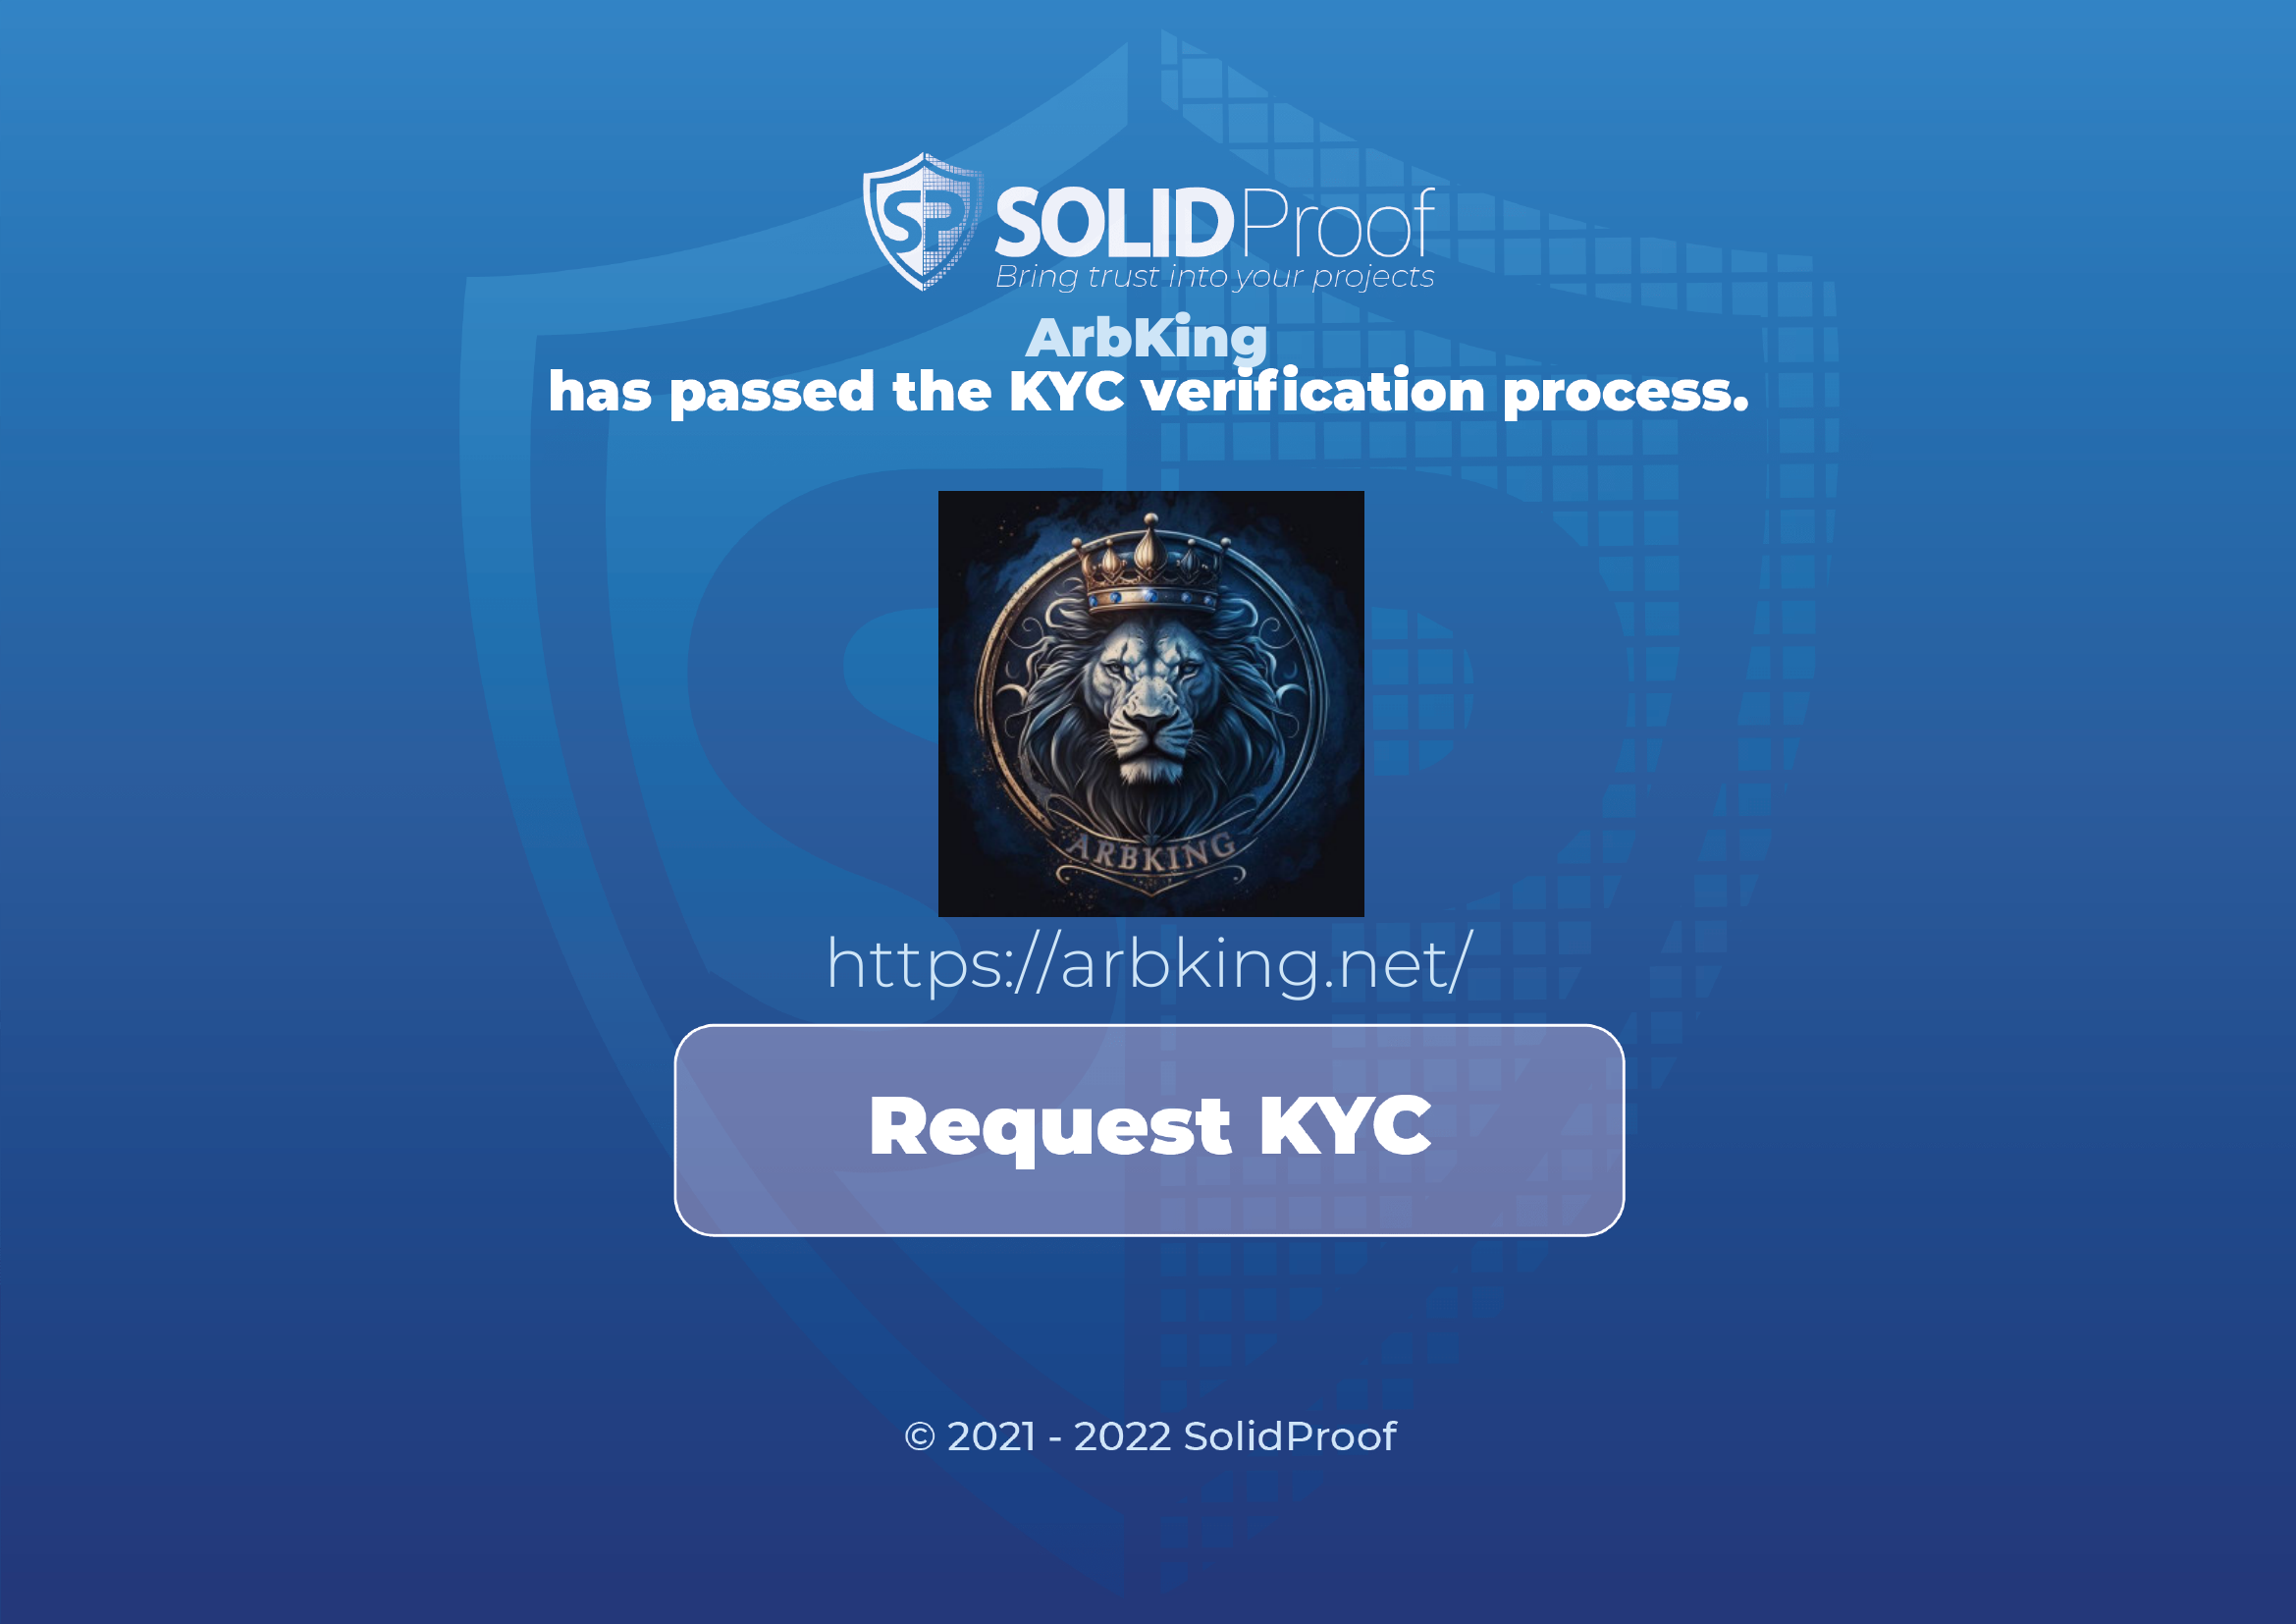 SP SOLIDProof
Bring trust into your projects
ArbKing
has passed the KYC verification process.
ARBKING
https://arbking.net/
Request KYC
© 2021 - 2022 SolidProof